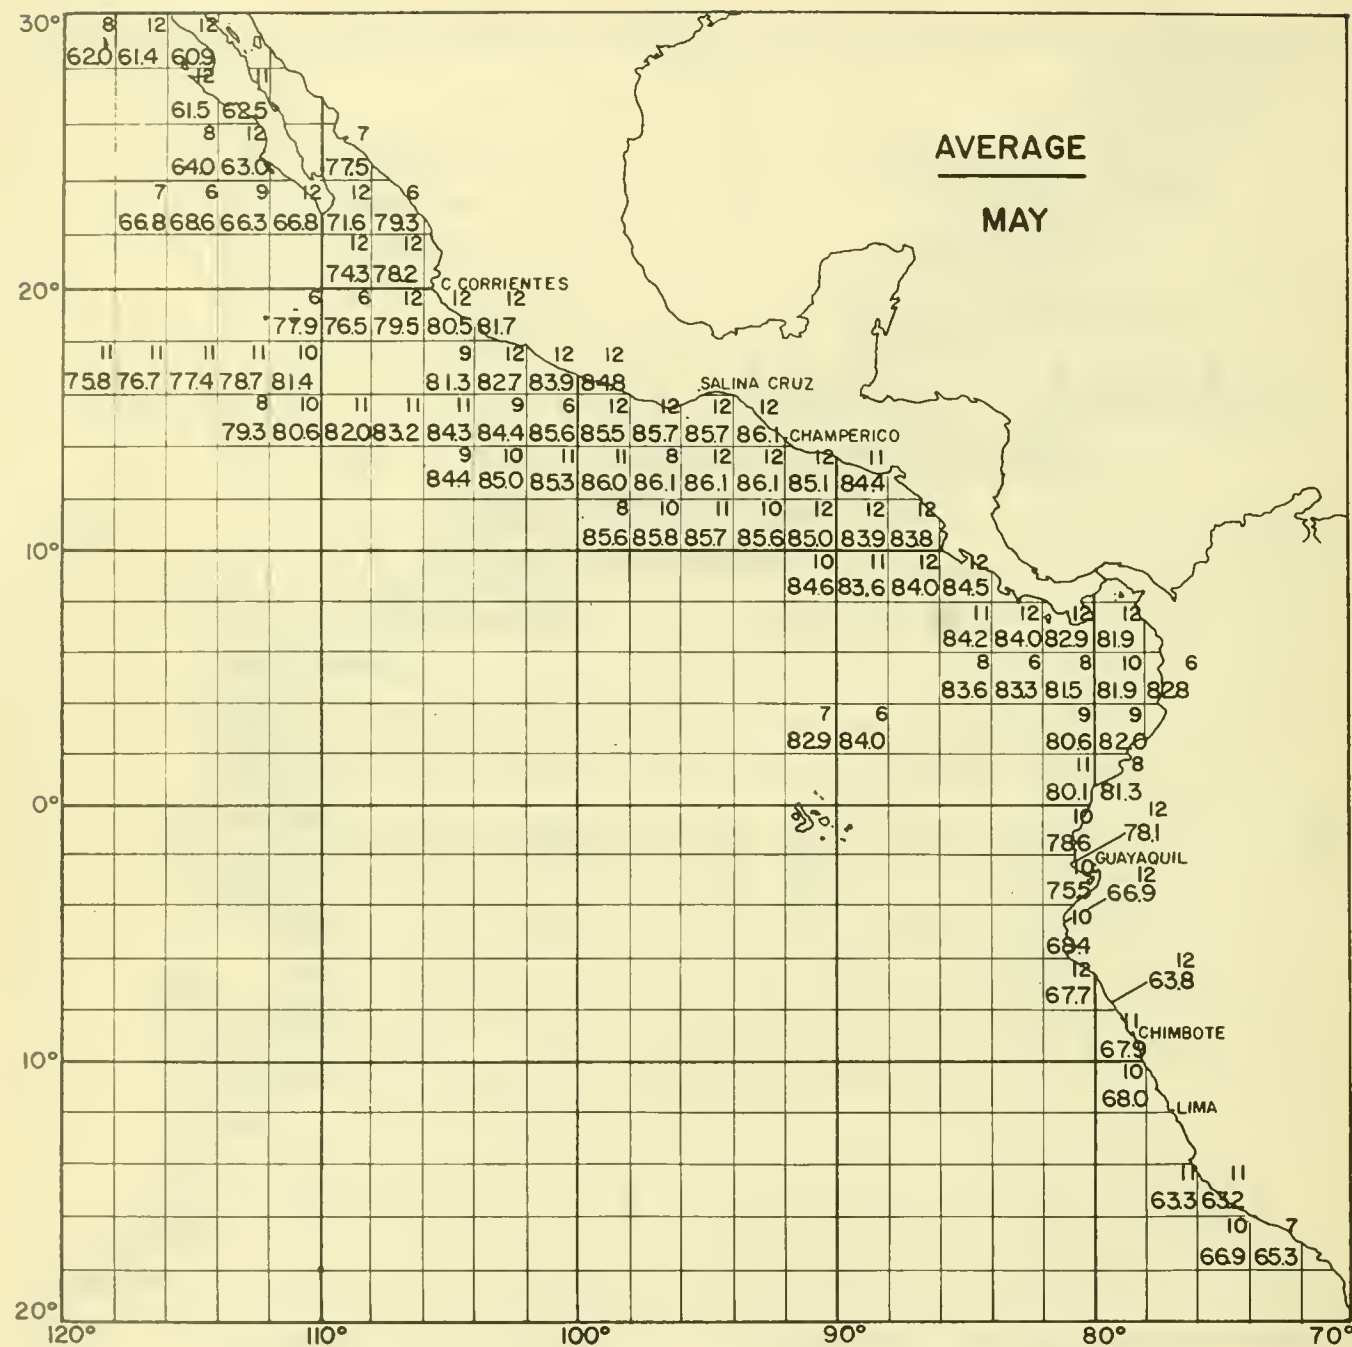 30° 8 12 12
62.0 61.4 60.9
12 11
61.5 62.5
8 12 7
AVERAGE
64.0 63.0 77.5
7 6 9 12 12 6
MAY
66.8 68.6 66.3 66.8 71.6 79.3
12 12
74.3 78.2
20° C. CORRIENTES
6 6 12 12 12
77.9 76.5 79.5 80.5 81.7
11 11 11 11 10 9 12 12 12
75.8 76.7 77.4 78.7 81.4 81.3 82.7 83.9 84.8
SALINA CRUZ
8 10 11 11 11 9 6 12 12 12 12
79.3 80.6 82.0 83.2 84.3 84.4 85.6 85.5 85.7 85.7 86.1
CHAMPERICO
9 10 11 11 8 12 12 12 11
84.4 85.0 85.3 86.0 86.1 86.1 86.1 85.1 84.4
8 10 11 10 12 12 12
85.6 85.8 85.7 85.6 85.0 83.9 83.8
10°
10 11 12 12
84.6 83.6 84.0 84.5
11 12 12 12
84.2 84.0 82.9 81.9
8 6 8 10 6
83.6 83.3 81.5 81.9 82.8
7 6 9 9
82.9 84.0 80.6 82.0
11 8
80.1 81.3
0°
10 12
78.6 78.1
GUAYAQUIL
10 12
75.5 66.9
10
68.4
12 12
67.7 63.8
11
CHIMBOTE
67.9
10°
10
68.0
LIMA
11 11
63.3 63.2
10 7
66.9 65.3
20°
120° 110° 100° 90° 80° 70°